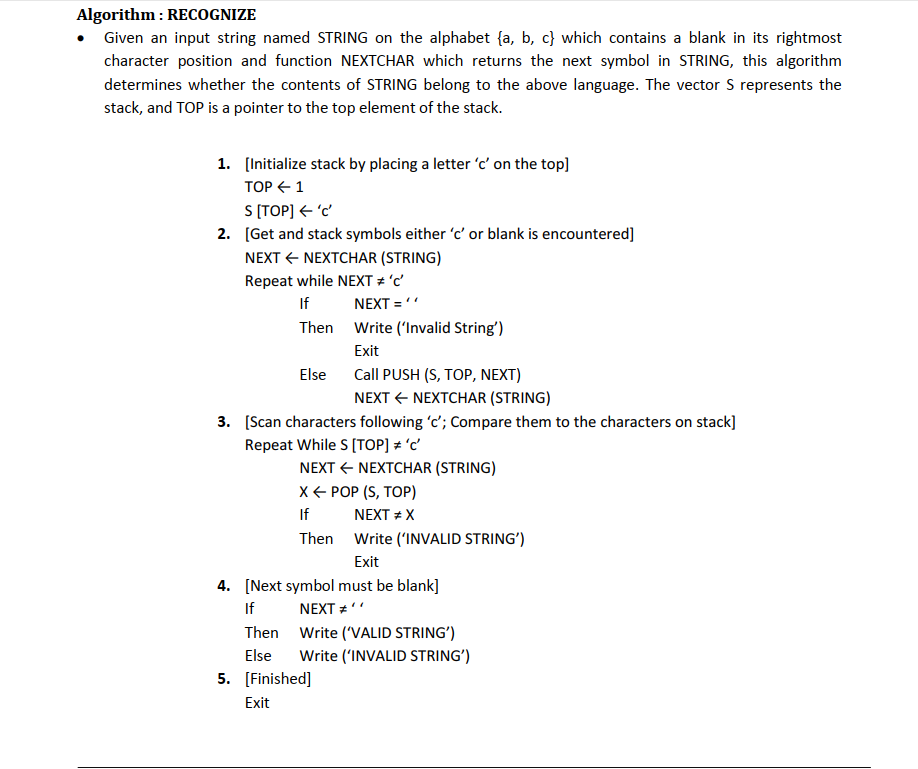 Algorithm : RECOGNIZE
• Given an input string named STRING on the alphabet {a, b, c} which contains a blank in its rightmost
character position and function NEXTCHAR which returns the next symbol in STRING, this algorithm
determines whether the contents of STRING belong to the above language. The vector S represents the
stack, and TOP is a pointer to the top element of the stack.
1. [Initialize stack by placing a letter ‘c’ on the top]
TOP ← 1
S [TOP] ← ‘c’
2. [Get and stack symbols either ‘c’ or blank is encountered]
NEXT ← NEXTCHAR (STRING)
Repeat while NEXT ≠ ‘c’
If NEXT = ‘ ‘
Then Write (‘Invalid String’)
Exit
Else Call PUSH (S, TOP, NEXT)
NEXT ← NEXTCHAR (STRING)
3. [Scan characters following ‘c’; Compare them to the characters on stack]
Repeat While S [TOP] ≠ ‘c’
NEXT ← NEXTCHAR (STRING)
X ← POP (S, TOP)
If NEXT ≠ X
Then Write (‘INVALID STRING’)
Exit
4. [Next symbol must be blank]
If NEXT ≠ ‘ ‘
Then Write (‘VALID STRING’)
Else Write (‘INVALID STRING’)
5. [Finished]
Exit